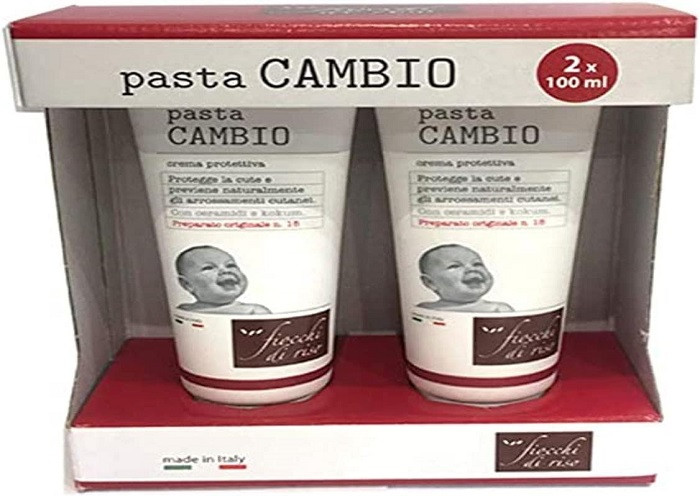 pasta CAMBIO
2 x
100 ml
pasta
CAMBIO
crema protettiva
Protegge la cute e
previene naturalmente
gli arrossamenti cutanei.
Con ceramidi e kokum.
Preparato originale n. 15
fiocchi
di riso
pasta
CAMBIO
crema protettiva
Protegge la cute e
previene naturalmente
gli arrossamenti cutanei.
Con ceramidi e kokum.
Preparato originale n. 15
fiocchi
di riso
made in Italy
fiocchi
di riso